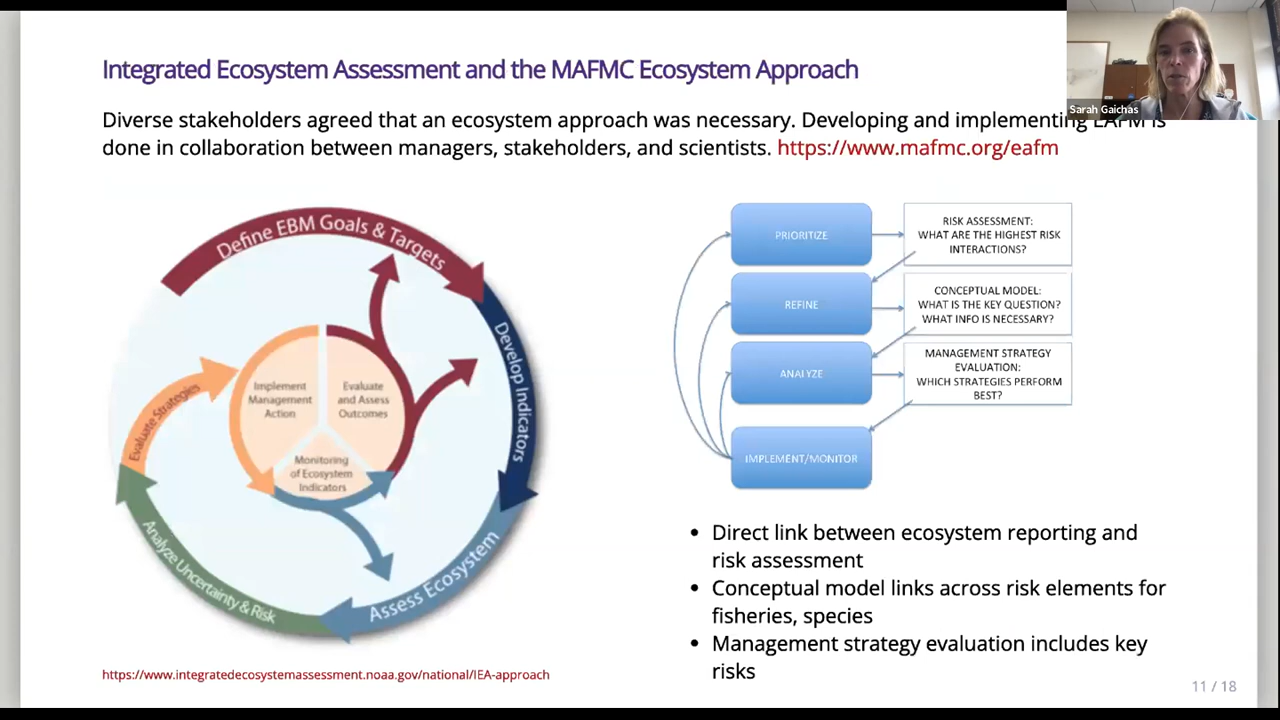 Integrated Ecosystem Assessment and the MAFMC Ecosystem Approach
Sarah Gaichas
Diverse stakeholders agreed that an ecosystem approach was necessary. Developing and implementing EAFM is
done in collaboration between managers, stakeholders, and scientists. https://www.mafmc.org/eafm
Define EBM Goals & Targets
Develop Indicators
Assess Ecosystem
Analyze Uncertainty & Risk
Evaluate Strategies
Implement
Management
Action
Evaluate
and Assess
Outcomes
Monitoring
of Ecosystem
Indicators
https://www.integratedecosystemassessment.noaa.gov/national/IEA-approach
PRIORITIZE
RISK ASSESSMENT:
WHAT ARE THE HIGHEST RISK
INTERACTIONS?
REFINE
CONCEPTUAL MODEL:
WHAT IS THE KEY QUESTION?
WHAT INFO IS NECESSARY?
ANALYZE
MANAGEMENT STRATEGY
EVALUATION:
WHICH STRATEGIES PERFORM
BEST?
IMPLEMENT/MONITOR
• Direct link between ecosystem reporting and
risk assessment
• Conceptual model links across risk elements for
fisheries, species
• Management strategy evaluation includes key
risks
11 / 18